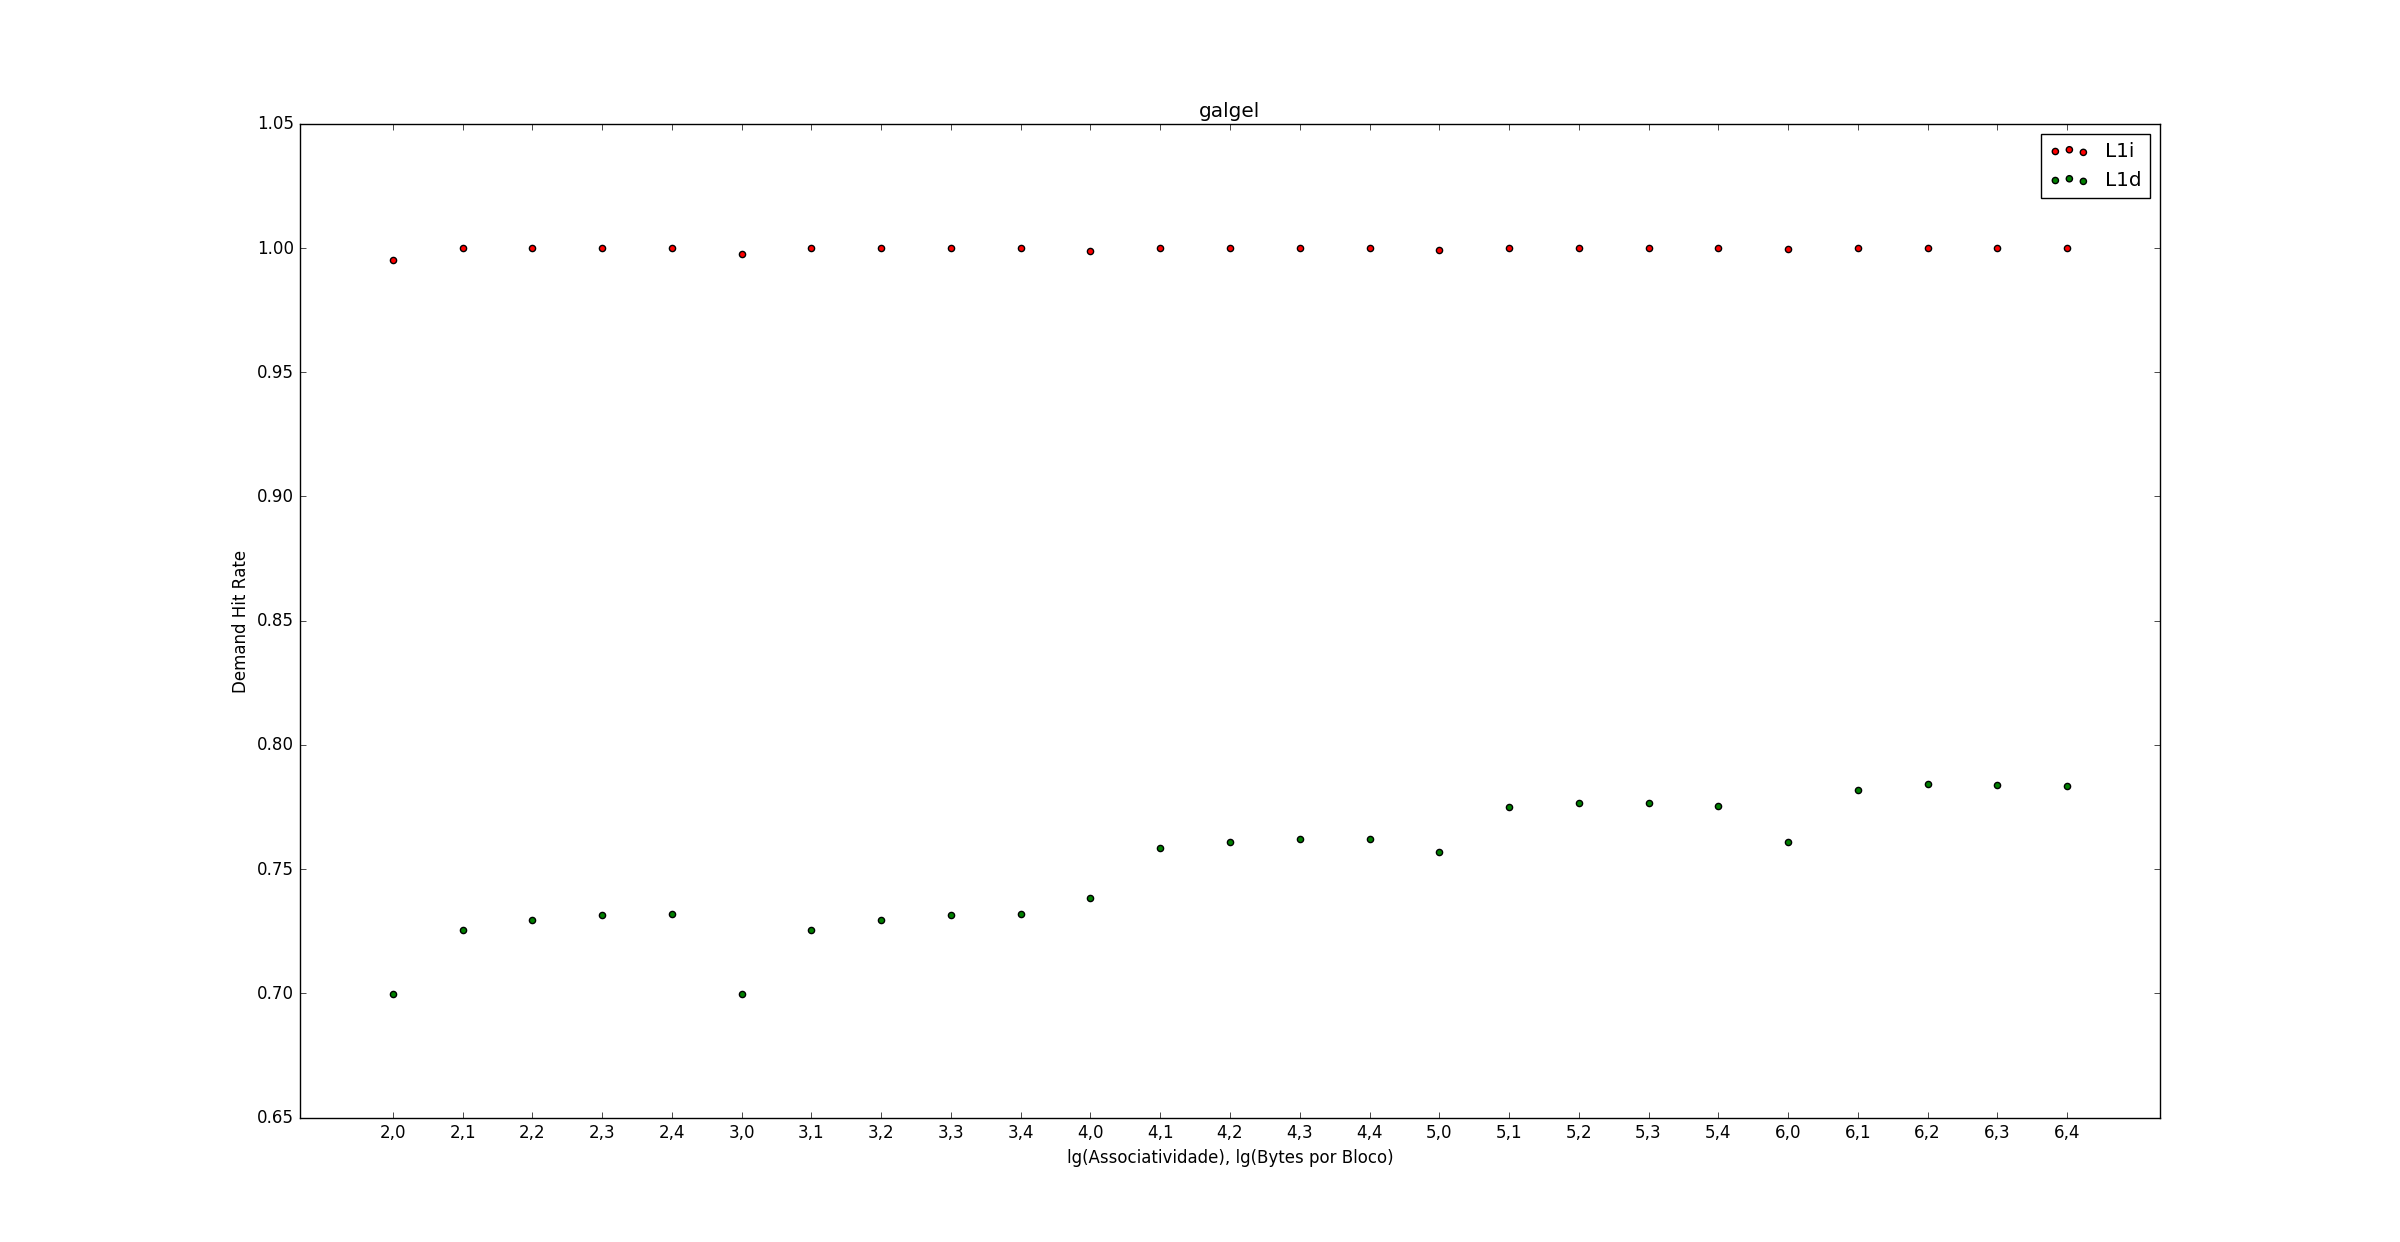 galgel
1.05
1.00
0.95
0.90
0.85
0.80
0.75
0.70
0.65
Demand Hit Rate
L1i
L1d
2,0 2,1 2,2 2,3 2,4 3,0 3,1 3,2 3,3 3,4 4,0 4,1 4,2 4,3 4,4 5,0 5,1 5,2 5,3 5,4 6,0 6,1 6,2 6,3 6,4
lg(Associatividade), lg(Bytes por Bloco)